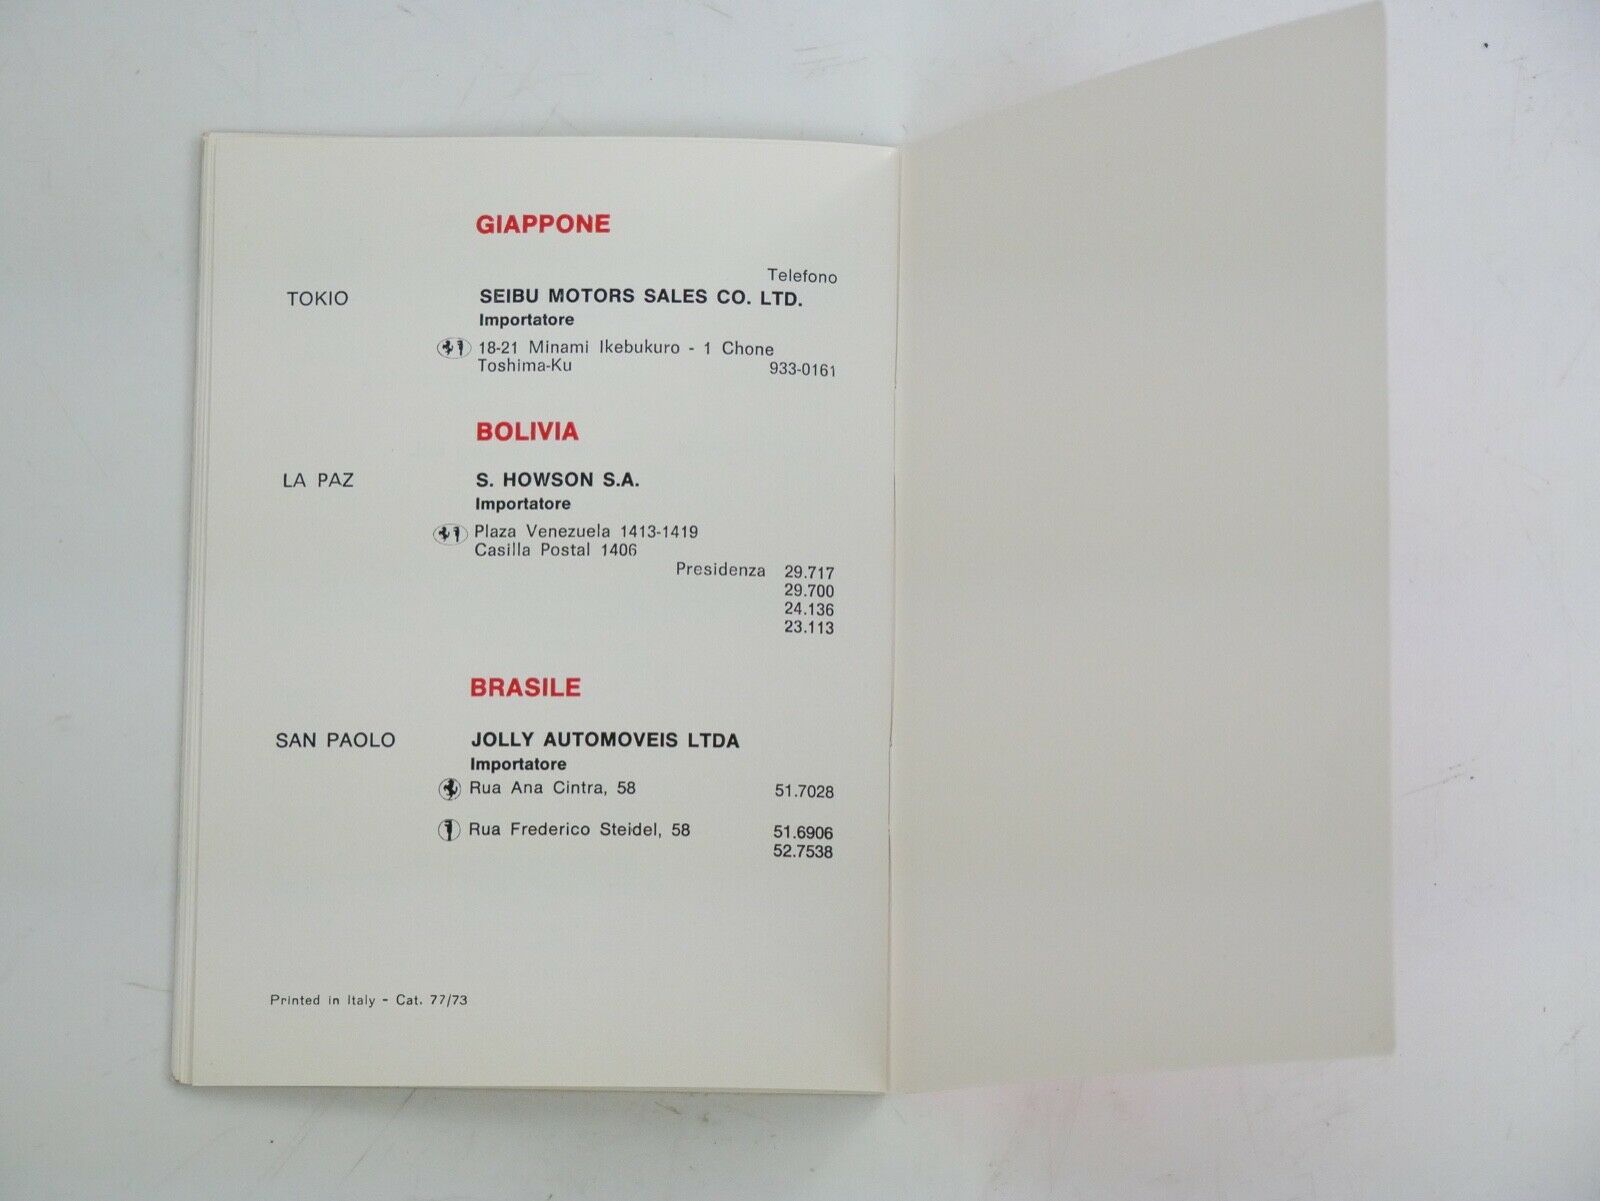 GIAPPONE
Telefono
TOKIO SEIBU MOTORS SALES CO. LTD.
Importatore
18-21 Minami Ikebukuro - 1 Chone
Toshima-Ku 933-0161
BOLIVIA
LA PAZ S. HOWSON S.A.
Importatore
Plaza Venezuela 1413-1419
Casilla Postal 1406
Presidenza 29.717
29.700
24.136
23.113
BRASILE
SAN PAOLO JOLLY AUTOMOVEIS LTDA
Importatore
Rua Ana Cintra, 58 51.7028
Rua Frederico Steidel, 58 51.6906
52.7538
Printed in Italy - Cat. 77/73